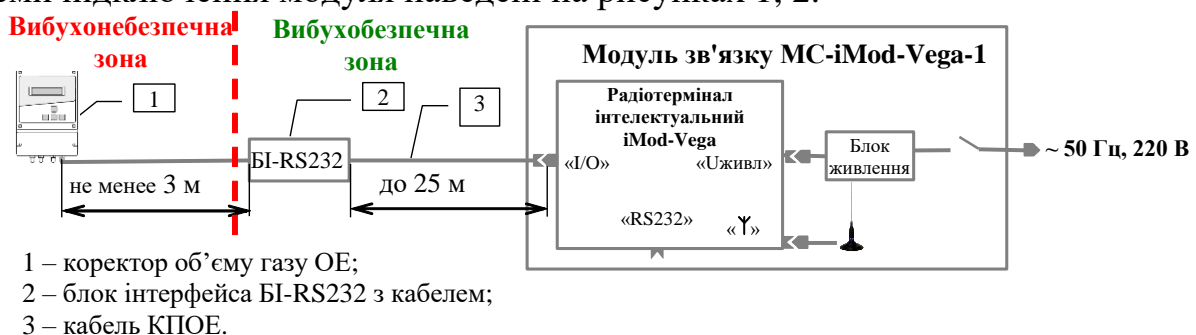 Вибухонебезпечна
зона
Вибухобезпечна
зона
Модуль зв'язку МС-iMod-Vega-1
1
2
3
Радіотермінал
інтелектуальний
iMod-Vega
БІ-RS232
«I/O»
«Uживл»
Блок
живлення
~ 50 Гц, 220 В
не менее 3 м
до 25 м
«RS232»
« »
1 – коректор об’єму газу ОЕ;
2 – блок інтерфейса БІ-RS232 з кабелем;
3 – кабель КПОЕ.